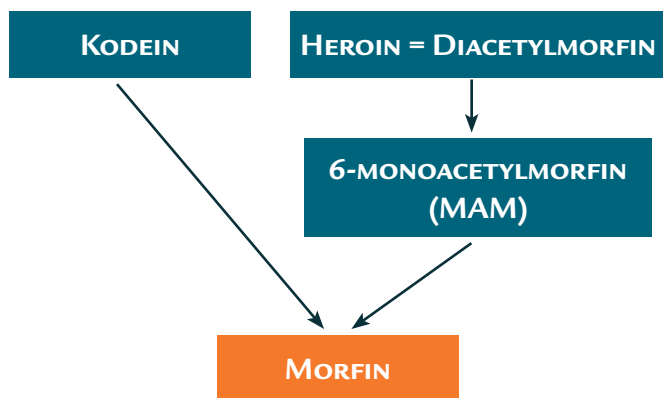 Kodein
Heroin = Diacetylmorfin
6-monoacetylmorfin
(MAM)
Morfin